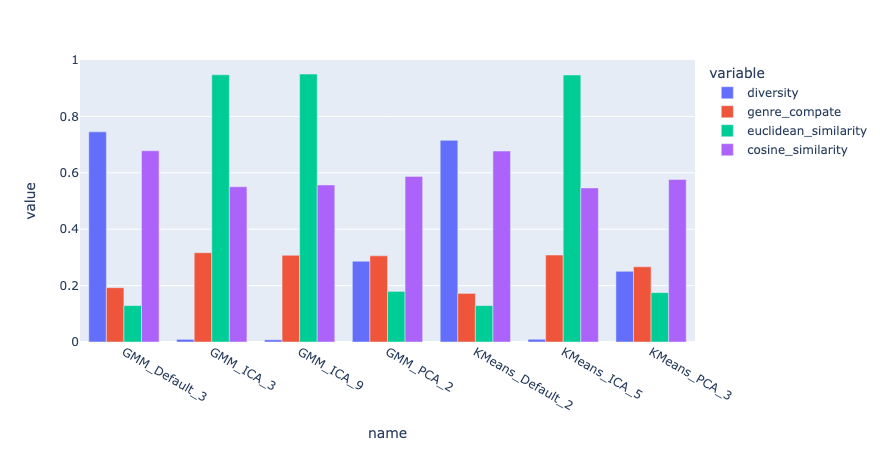 variable
diversity
genre_compate
euclidean_similarity
cosine_similarity
value
1
0.8
0.6
0.4
0.2
0
GMM_Default_3
GMM_ICA_3
GMM_ICA_9
GMM_PCA_2
KMeans_Default_2
KMeans_ICA_5
KMeans_PCA_3
name